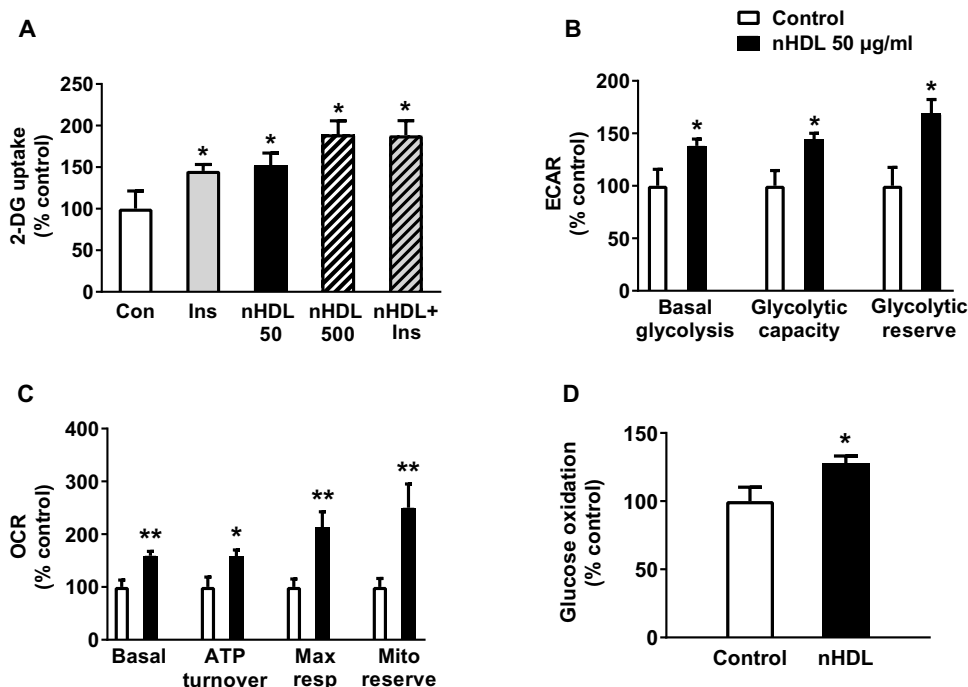 A
2-DG uptake
(% control)
250
200
150
100
50
0
*
*
*
*
Con
Ins
nHDL
50
nHDL
500
nHDL+
Ins
B
Control
nHDL 50 µg/ml
ECAR
(% control)
200
150
100
50
0
*
*
*
Basal
glycolysis
Glycolytic
capacity
Glycolytic
reserve
C
OCR
(% control)
400
300
200
100
0
**
*
**
**
Basal
ATP
turnover
Max
resp
Mito
reserve
D
Glucose oxidation
(% control)
150
100
50
0
*
Control
nHDL